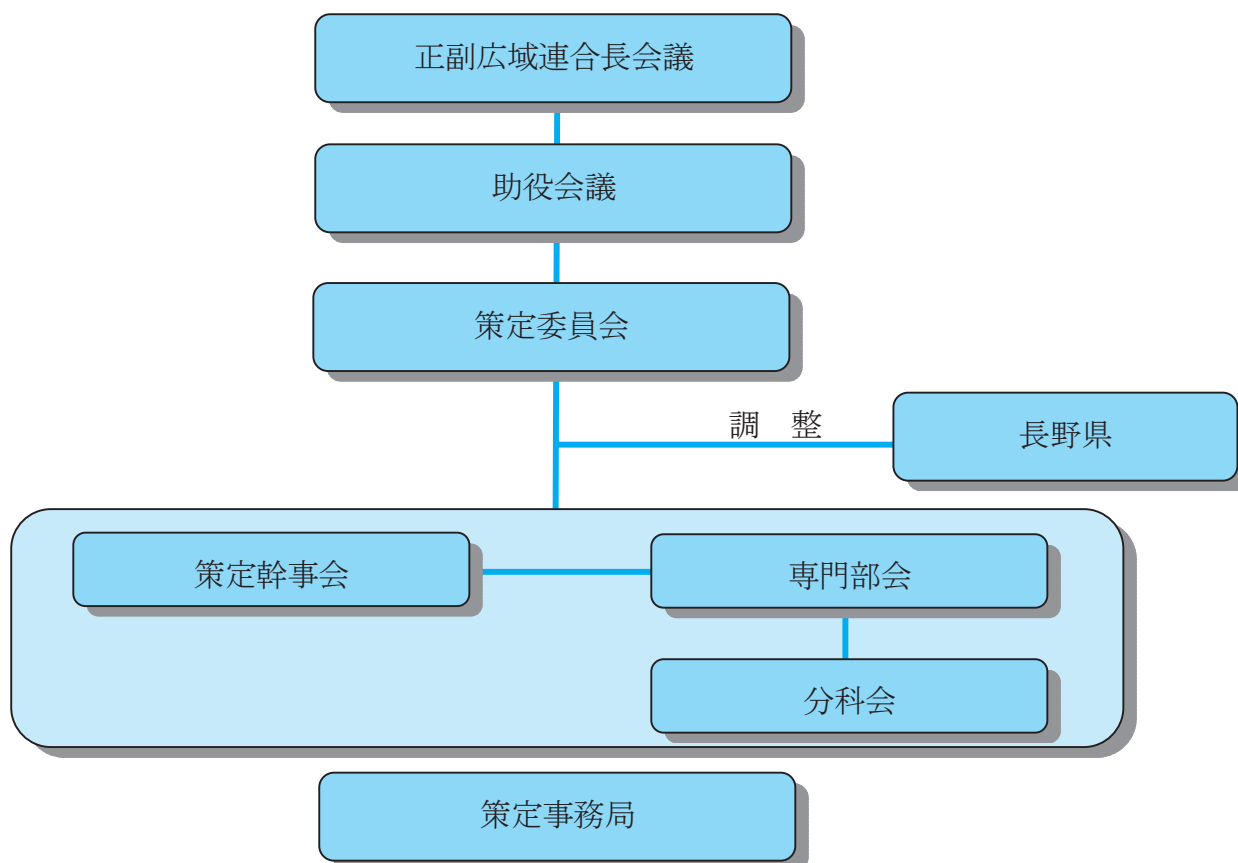 正副広域連合長会議
助役会議
策定委員会
調　整
長野県
策定幹事会
専門部会
分科会
策定事務局